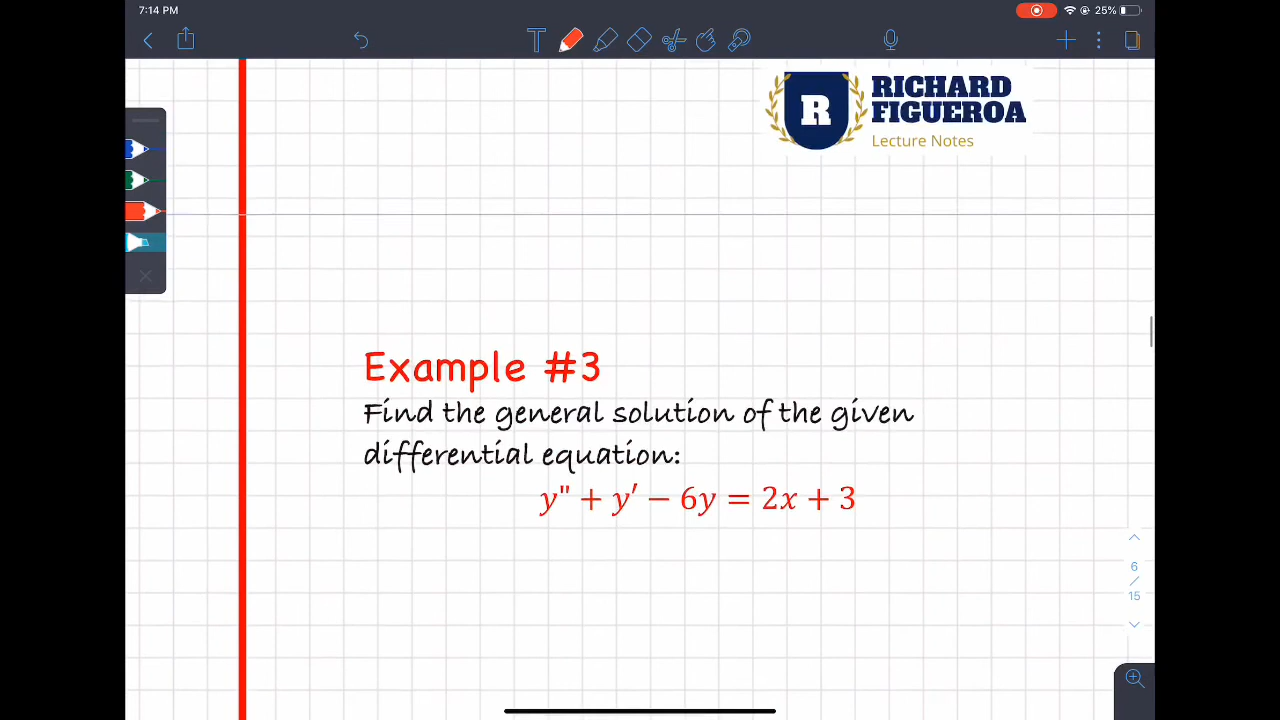 7:14 PM
25%
T
R
RICHARD
FIGUEROA
Lecture Notes
Example #3
Find the general solution of the given
differential equation:
y" + y′ − 6y = 2x + 3
6
/
15